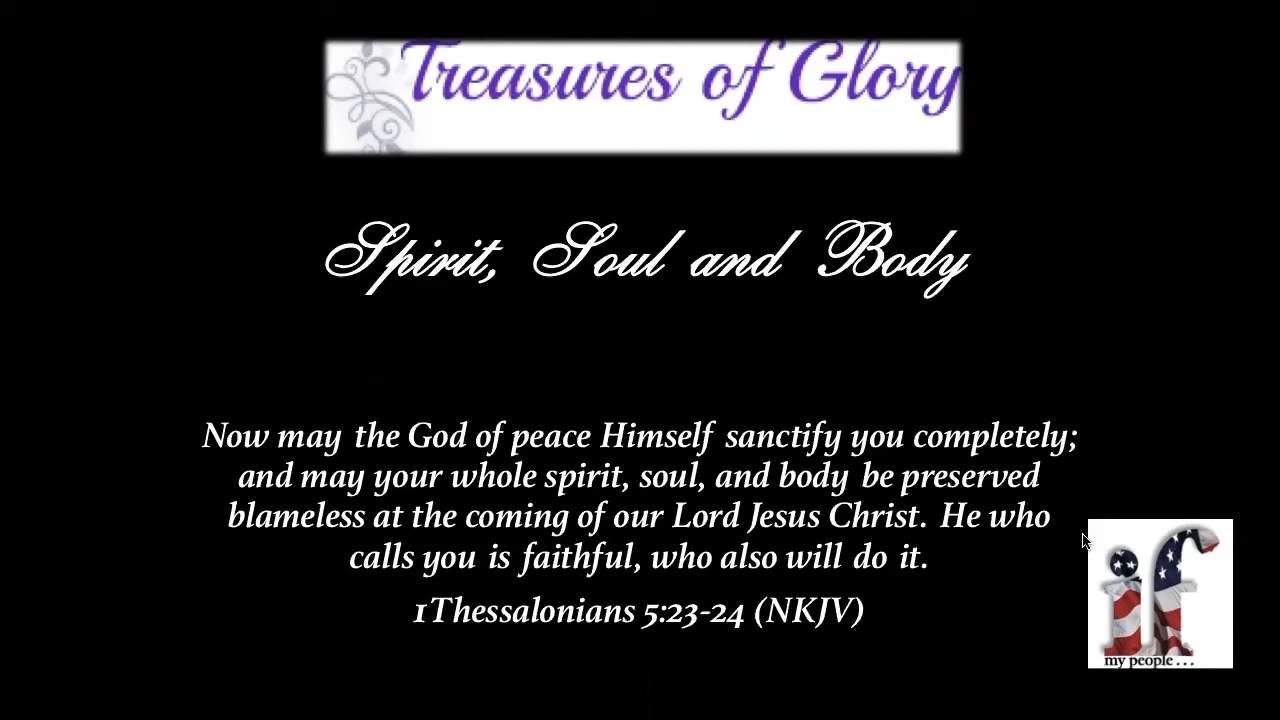 Treasures of Glory
Spirit, Soul and Body
Now may the God of peace Himself sanctify you completely;
and may your whole spirit, soul, and body be preserved
blameless at the coming of our Lord Jesus Christ. He who
calls you is faithful, who also will do it.
1Thessalonians 5:23-24 (NKJV)
if
my people . . .